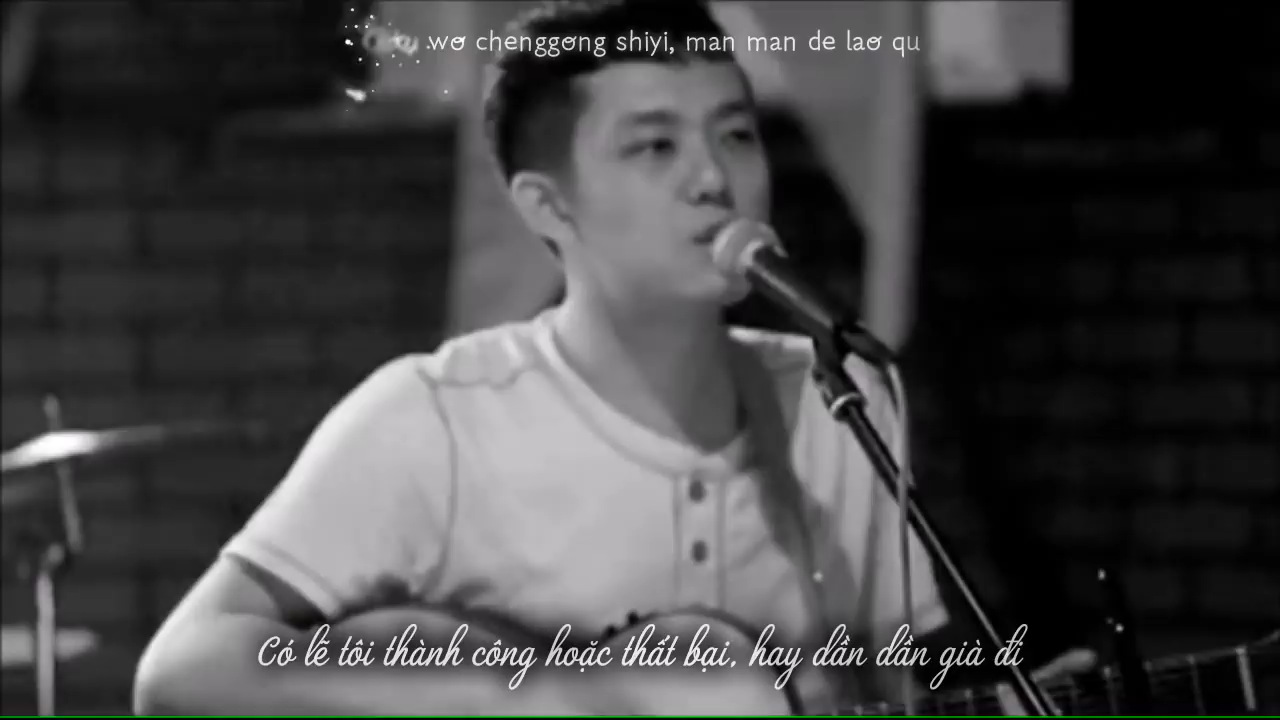 wo chenggong shiyi, man man de lao qu
Có lẽ tôi thành công hoặc thất bại, hay dần dần già đi